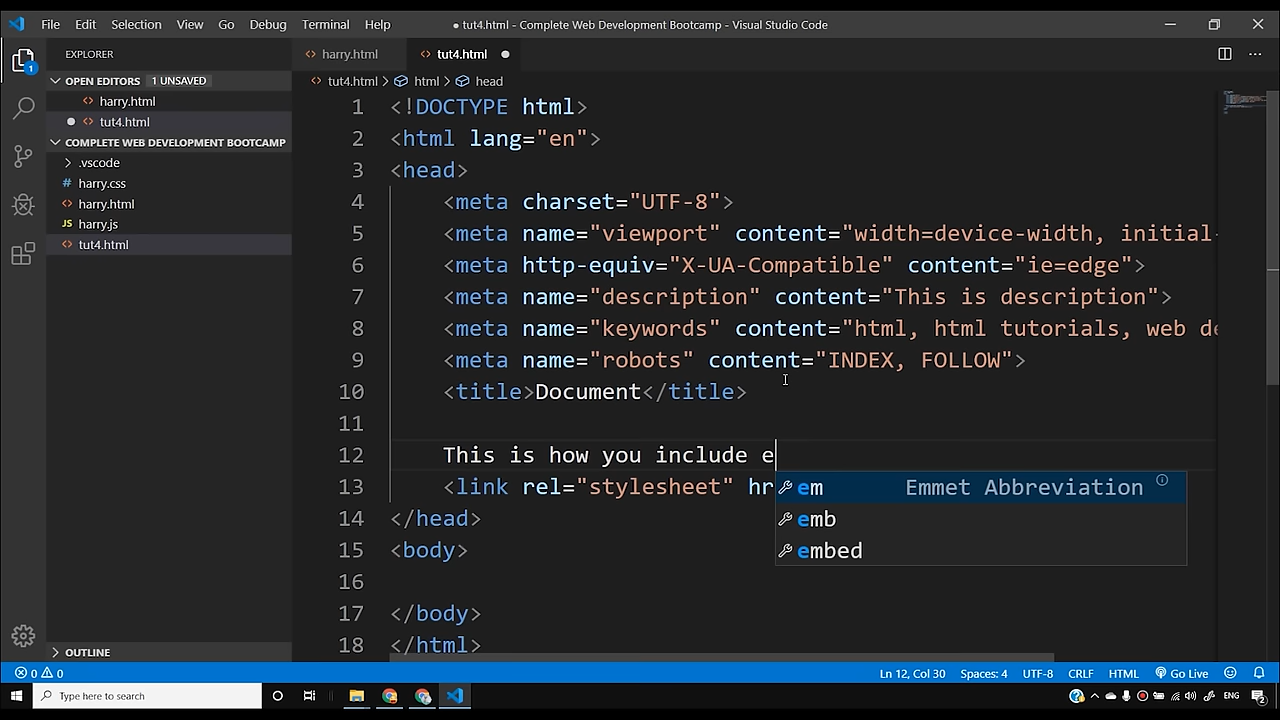 File Edit Selection View Go Debug Terminal Help ● tut4.html - Complete Web Development Bootcamp - Visual Studio Code
EXPLORER
OPEN EDITORS 1 UNSAVED
harry.html
tut4.html
COMPLETE WEB DEVELOPMENT BOOTCAMP
.vscode
# harry.css
harry.html
JS harry.js
tut4.html
OUTLINE
1
harry.html tut4.html
tut4.html > html > head
1 <!DOCTYPE html>
2 <html lang="en">
3 <head>
4 <meta charset="UTF-8">
5 <meta name="viewport" content="width=device-width, initial-
6 <meta http-equiv="X-UA-Compatible" content="ie=edge">
7 <meta name="description" content="This is description">
8 <meta name="keywords" content="html, html tutorials, web de
9 <meta name="robots" content="INDEX, FOLLOW">
10 <title>Document</title>
11
12 This is how you include e
13 <link rel="stylesheet" hr
em Emmet Abbreviation
emb
embed
14 </head>
15 <body>
16
17 </body>
18 </html>
0 0 Ln 12, Col 30 Spaces: 4 UTF-8 CRLF HTML Go Live
Type here to search ENG 2